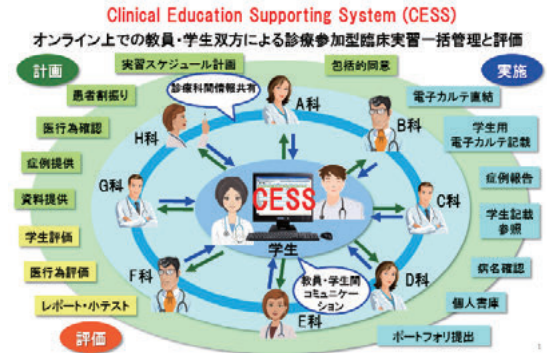 Clinical Education Supporting System (CESS)
オンライン上での教員・学生双方による診療参加型臨床実習一括管理と評価
計画
実習スケジュール計画
包括的同意
実施
患者割振り
診療科間情報共有
A科
電子カルテ直結
医行為確認
H科
B科
学生用
電子カルテ記載
症例提供
症例報告
G科
CESS
C科
資料提供
学生記載
参照
学生評価
学生
医行為評価
F科
教員・学生間
コミュニケー
ション
D科
病名確認
レポート・小テスト
E科
個人書庫
評価
ポートフォリ提出
1